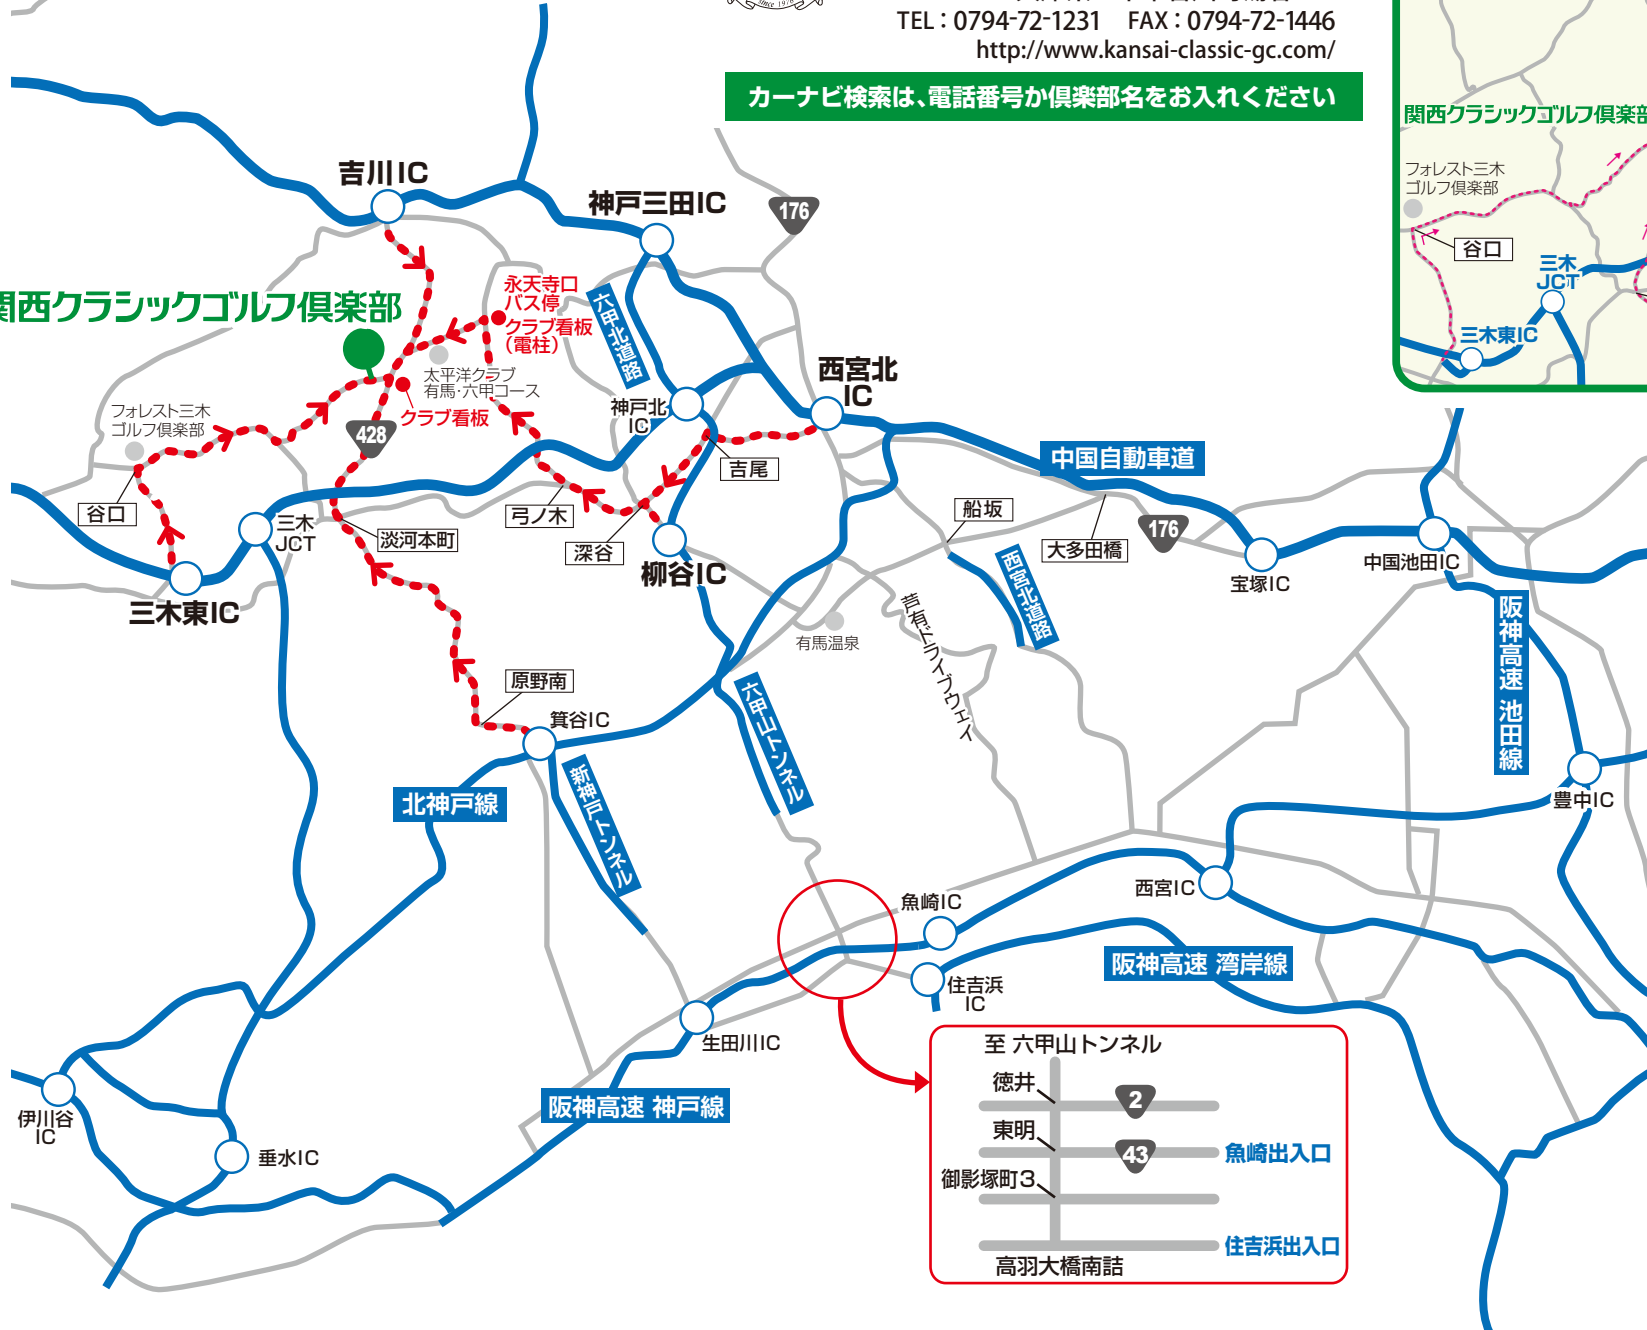 since 1976
TEL : 0794-72-1231 FAX : 0794-72-1446
http://www.kansai-classic-gc.com/
カーナビ検索は、電話番号か倶楽部名をお入れください
関西クラシックゴルフ倶楽部
フォレスト三木
ゴルフ倶楽部
谷口
三木
JCT
三木東IC
吉川IC
神戸三田IC
176
関西クラシックゴルフ倶楽部
永天寺口
バス停
クラブ看板
(電柱)
六甲北道路
太平洋クラブ
有馬・六甲コース
クラブ看板
428
フォレスト三木
ゴルフ倶楽部
西宮北
IC
神戸北
IC
吉尾
中国自動車道
谷口
三木
JCT
淡河本町
弓ノ木
深谷
柳谷IC
船坂
大多田橋
176
宝塚IC
中国池田IC
三木東IC
西宮北道路
芦有ドライブウェイ
有馬温泉
阪神高速 池田線
原野南
箕谷IC
六甲山トンネル
新神戸トンネル
北神戸線
豊中IC
西宮IC
魚崎IC
阪神高速 湾岸線
住吉浜
IC
生田川IC
阪神高速 神戸線
伊川谷
IC
垂水IC
至 六甲山トンネル
徳井
2
東明
43
魚崎出入口
御影塚町3
住吉浜出入口
高羽大橋南詰